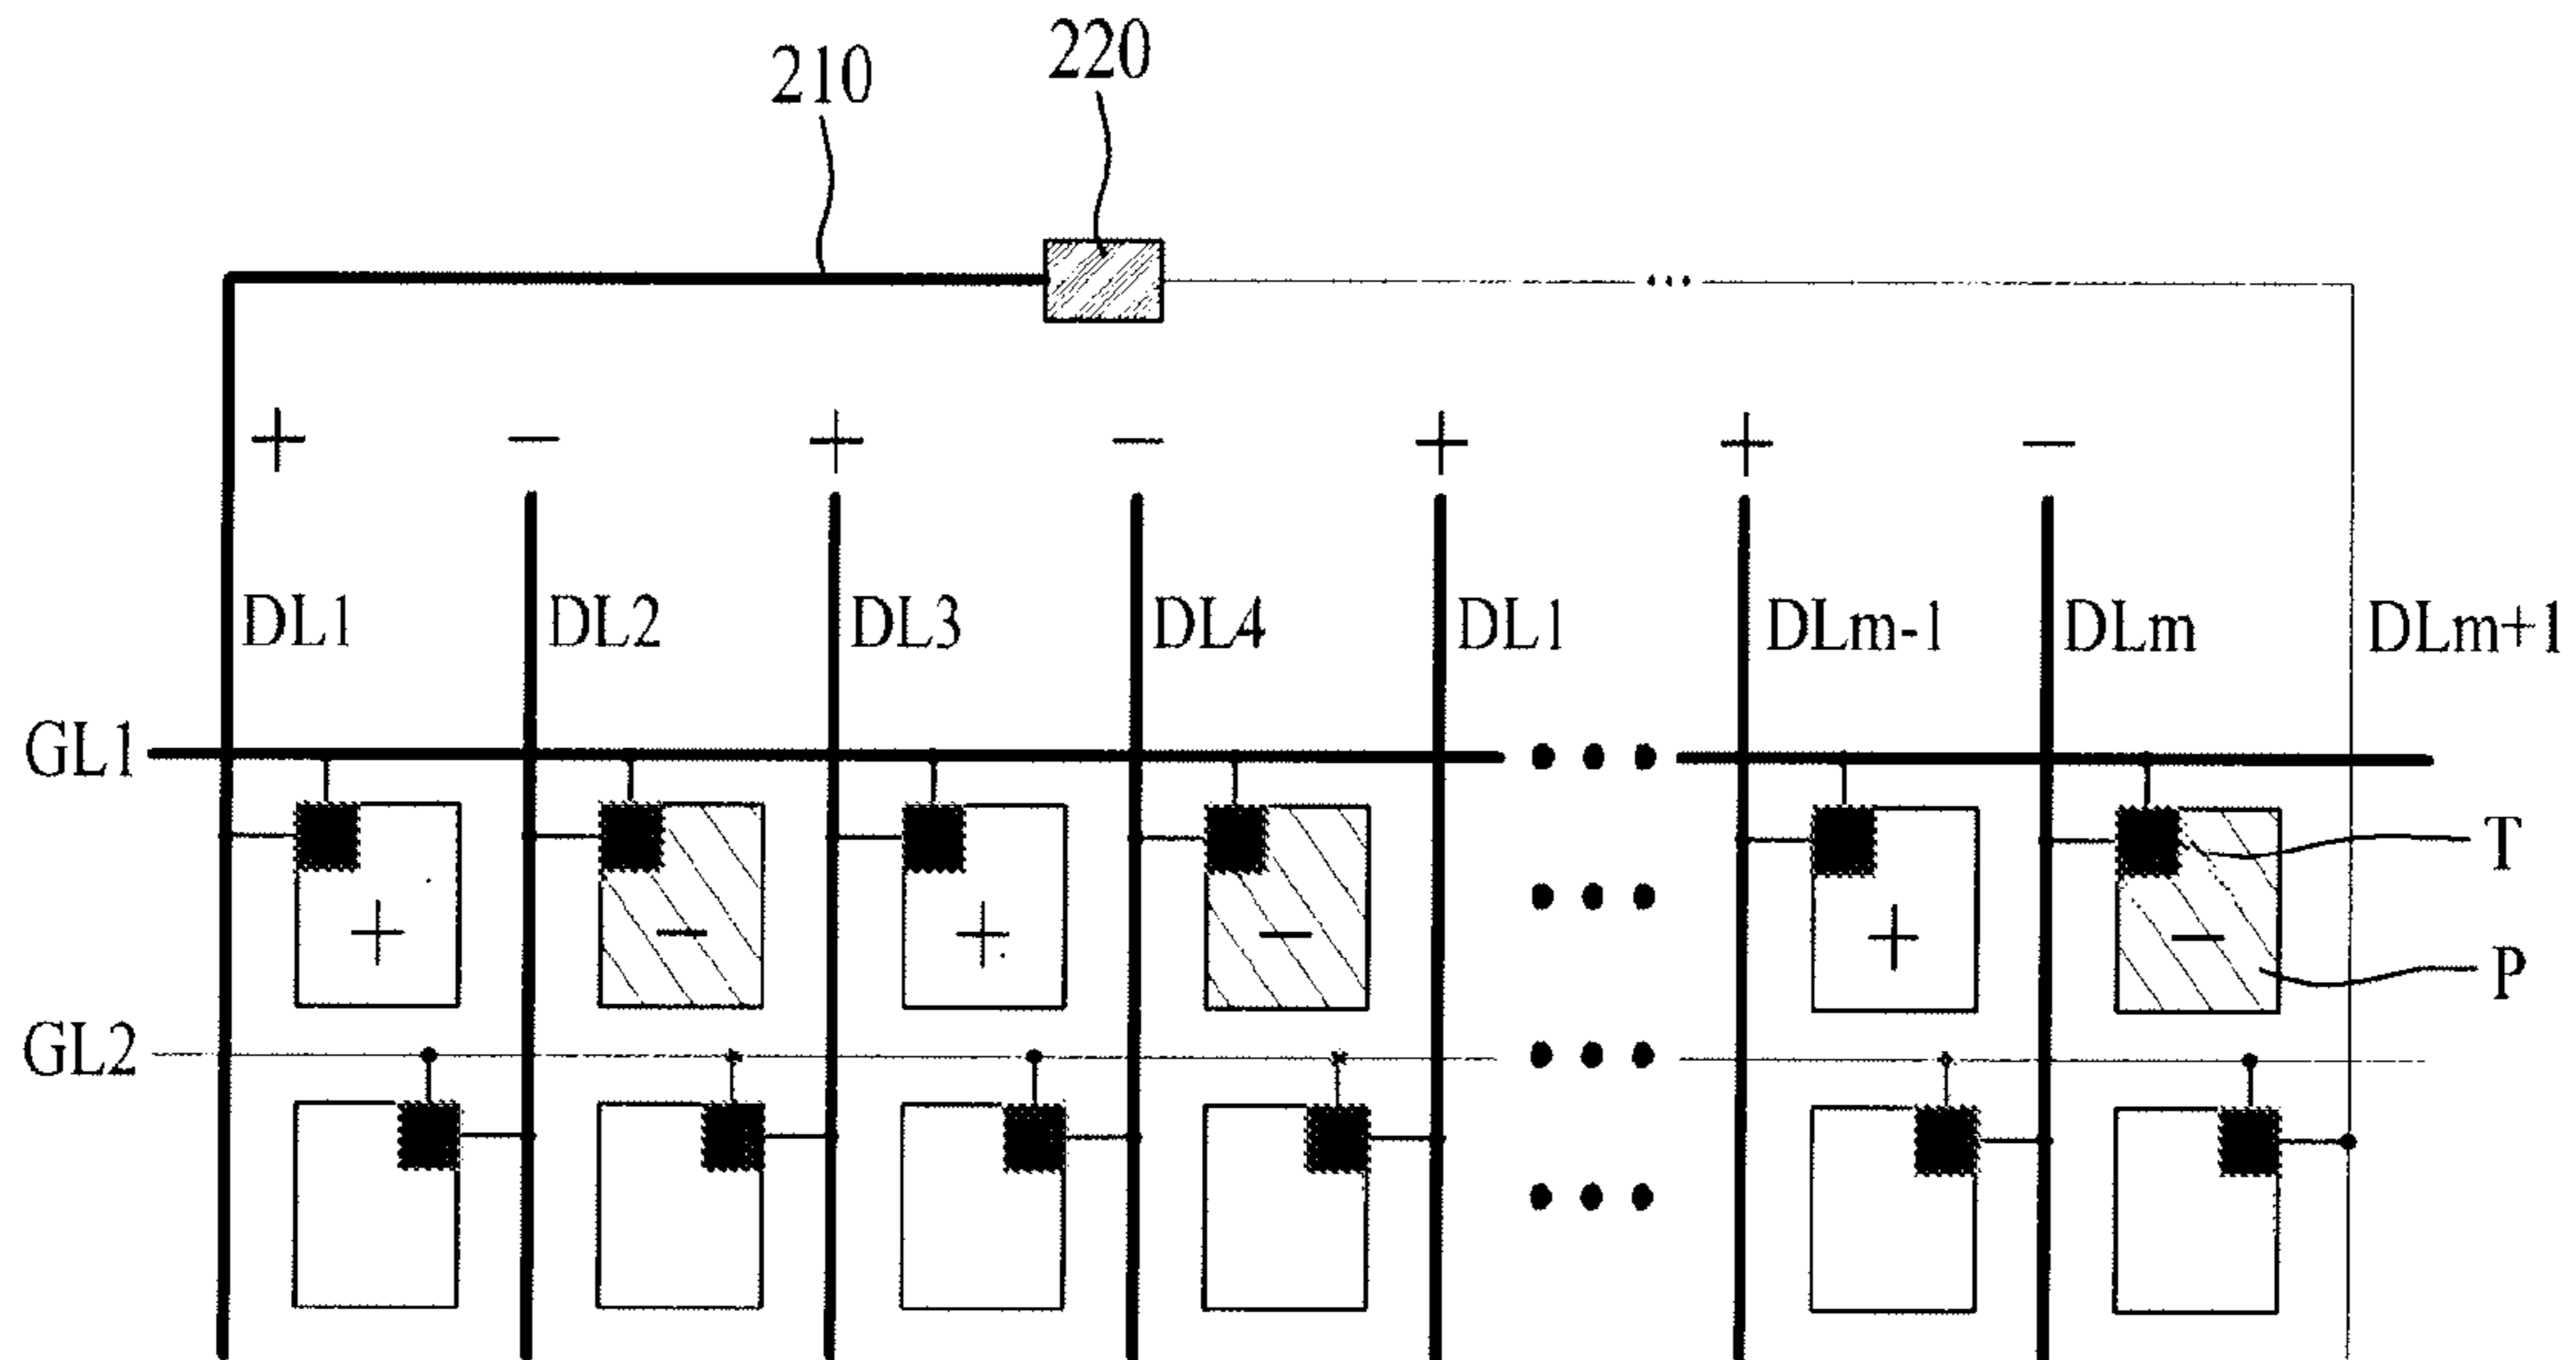 220
210
+ − + − + + −
DL1 DL2 DL3 DL4 DL1 DLm-1 DLm DLm+1
GL1
T
+ − + − + −
P
GL2